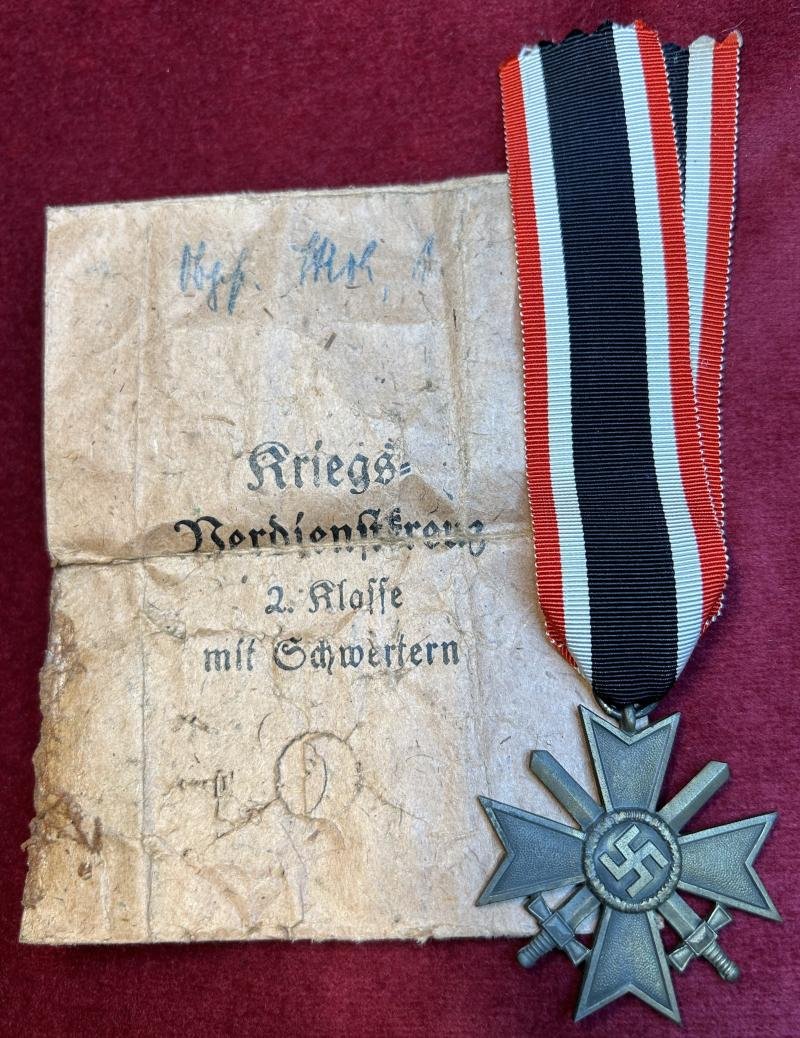 Kriegs-
Verdienstkreuz
2. Klasse
mit Schwertern